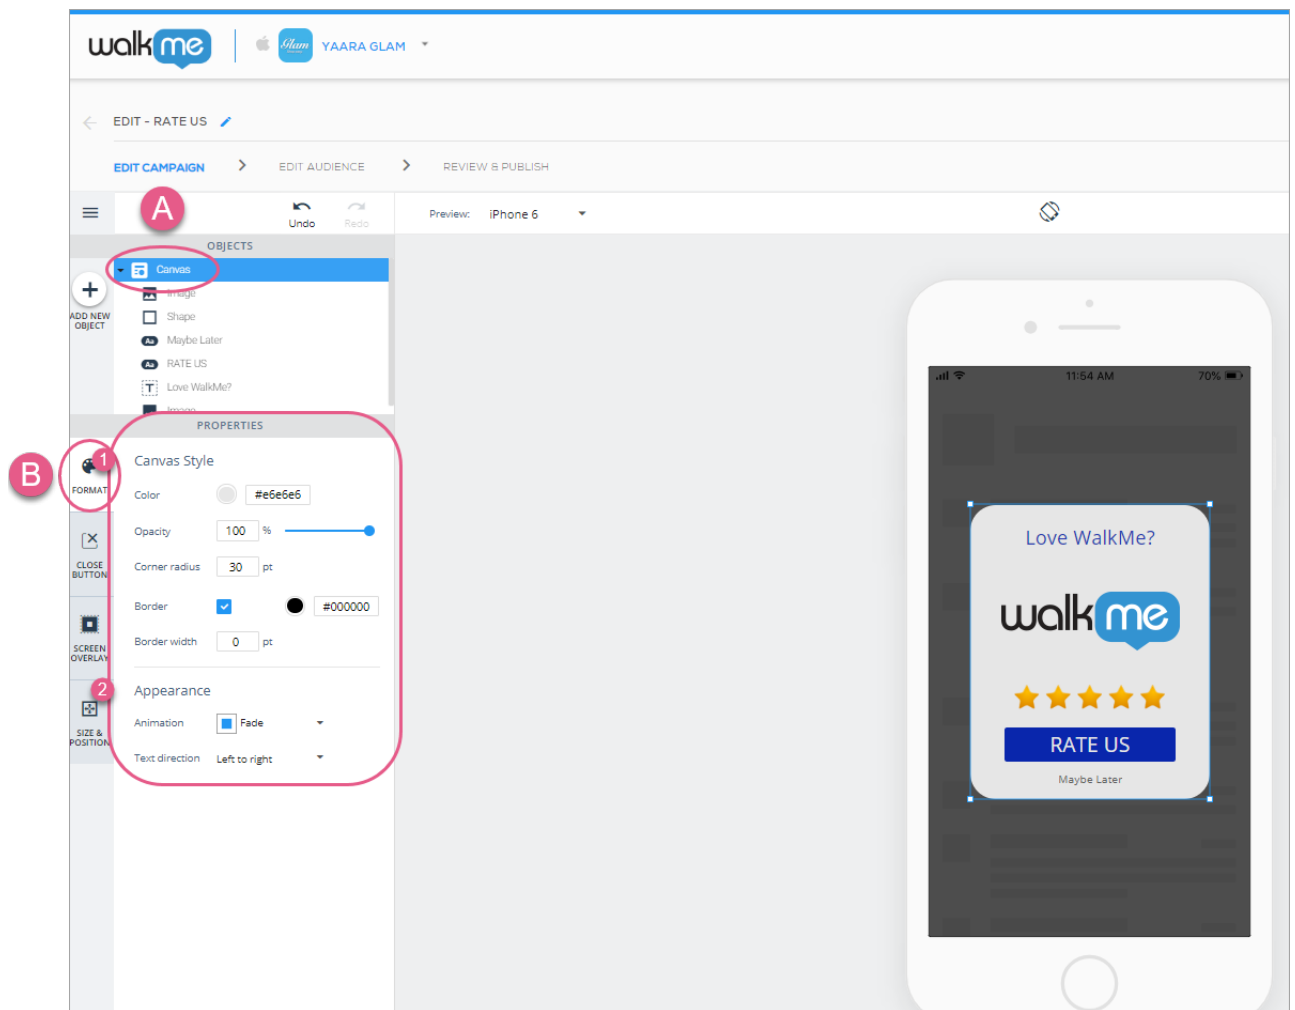 walkme
Glam
YAARA GLAM
EDIT - RATE US
EDIT CAMPAIGN
EDIT AUDIENCE
REVIEW & PUBLISH
A
Undo
Redo
Preview: iPhone 6
OBJECTS
Canvas
Image
Shape
Maybe Later
RATE US
Love WalkMe?
Image
ADD NEW
OBJECT
PROPERTIES
B
1
FORMAT
CLOSE
BUTTON
SCREEN
OVERLAY
2
SIZE &
POSITION
Canvas Style
Color #e6e6e6
Opacity 100 %
Corner radius 30 pt
Border #000000
Border width 0 pt
Appearance
Animation Fade
Text direction Left to right
11:54 AM 70%
Love WalkMe?
walkme
RATE US
Maybe Later